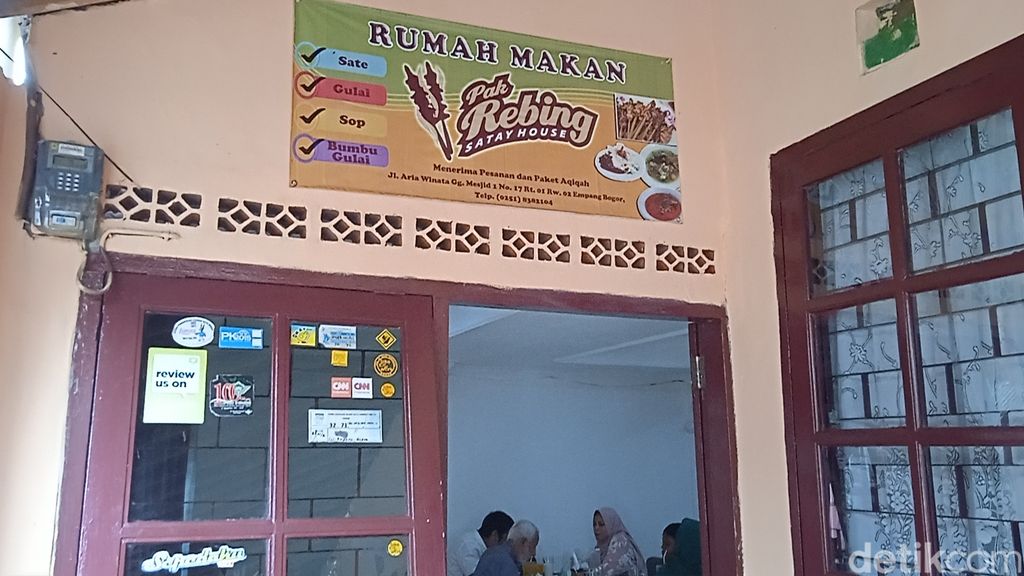 RUMAH MAKAN
Sate
Gulai
Sop
Bumbu
Gulai
Pak
Rebing
SATAY HOUSE
Menerima Pesanan dan Paket Aqiqah
Jl. Aria Winata Gg. Mesjid 1 No. 17 Rt. 01 Rw. 02 Empang Bogor,
Telp. (0251) 8382104
review
us on
CNN CNN
detikcom